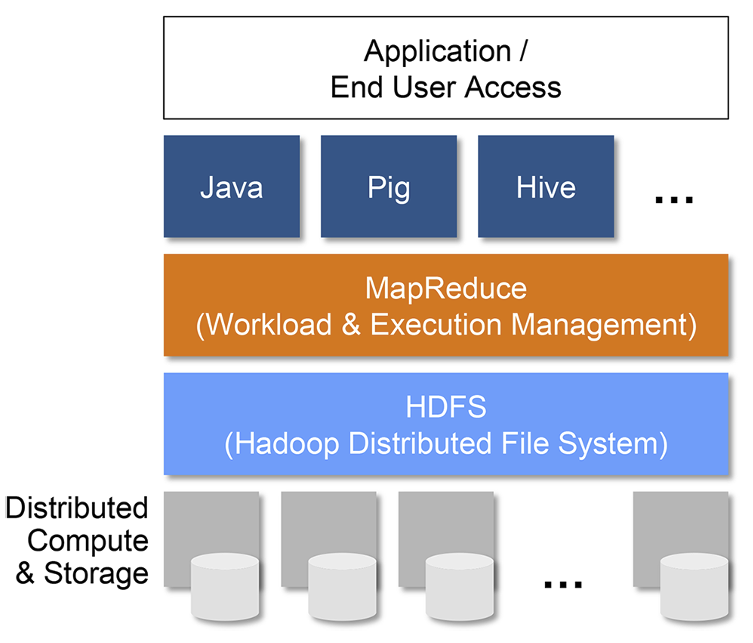 Application /
End User Access
Java
Pig
Hive
...
MapReduce
(Workload & Execution Management)
HDFS
(Hadoop Distributed File System)
Distributed
Compute
& Storage
...